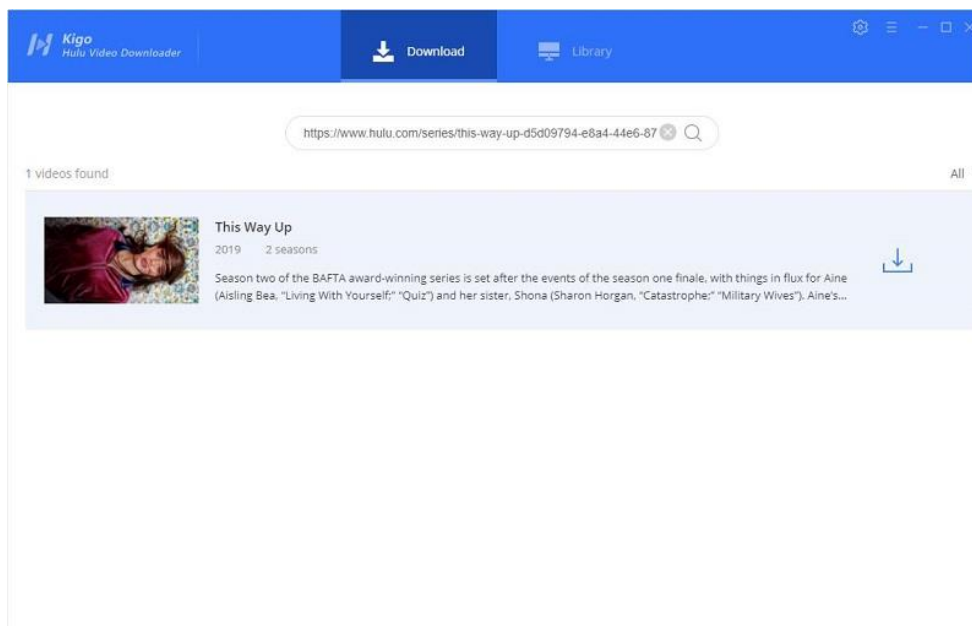 Kigo
Hulu Video Downloader
Download
Library
https://www.hulu.com/series/this-way-up-d5d09794-e8a4-44e6-87
1 videos found
All
This Way Up
2019 2 seasons
Season two of the BAFTA award-winning series is set after the events of the season one finale, with things in flux for Aine
(Aisling Bea, "Living With Yourself;" "Quiz") and her sister, Shona (Sharon Horgan, "Catastrophe;" "Military Wives"). Aine's...